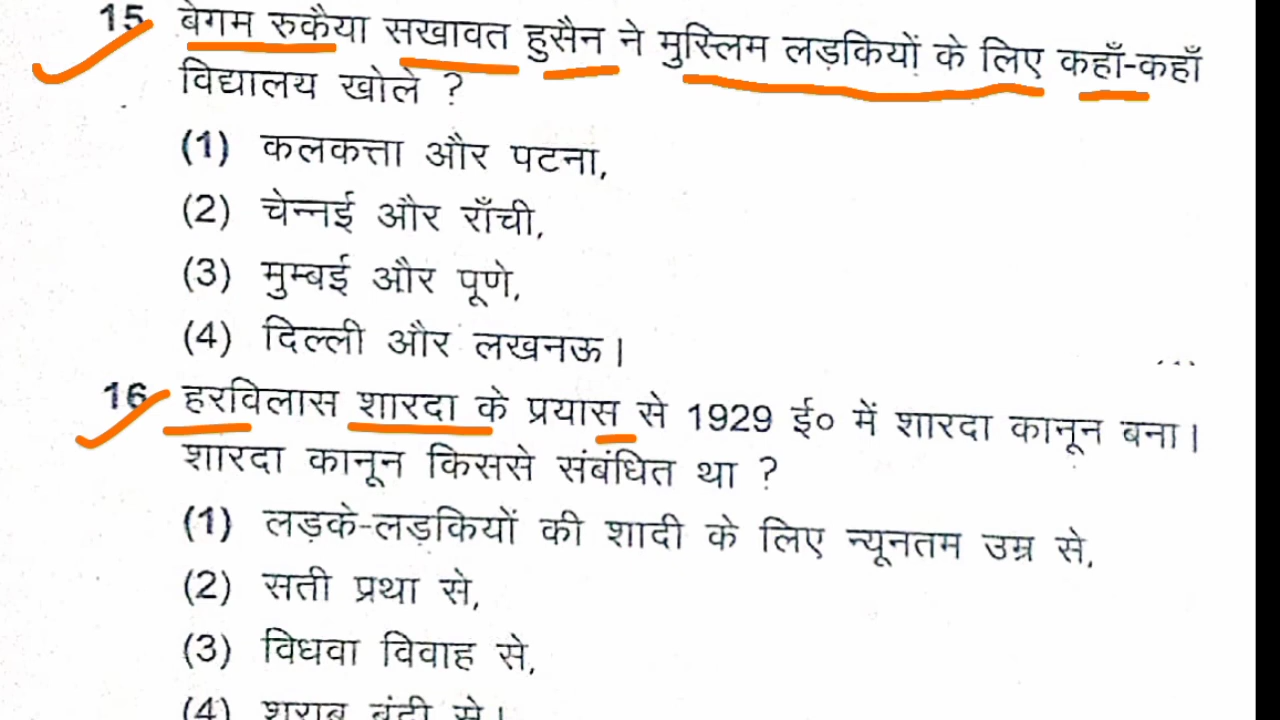 15. बेगम रुकैया सखावत हुसैन ने मुस्लिम लड़कियों के लिए कहाँ-कहाँ
विद्यालय खोले ?
(1) कलकत्ता और पटना,
(2) चेन्नई और राँची,
(3) मुम्बई और पूणे,
(4) दिल्ली और लखनऊ।
16. हरविलास शारदा के प्रयास से 1929 ई० में शारदा कानून बना।
शारदा कानून किससे संबंधित था ?
(1) लड़के-लड़कियों की शादी के लिए न्यूनतम उम्र से,
(2) सती प्रथा से,
(3) विधवा विवाह से,
(4) शराब बंदी से।